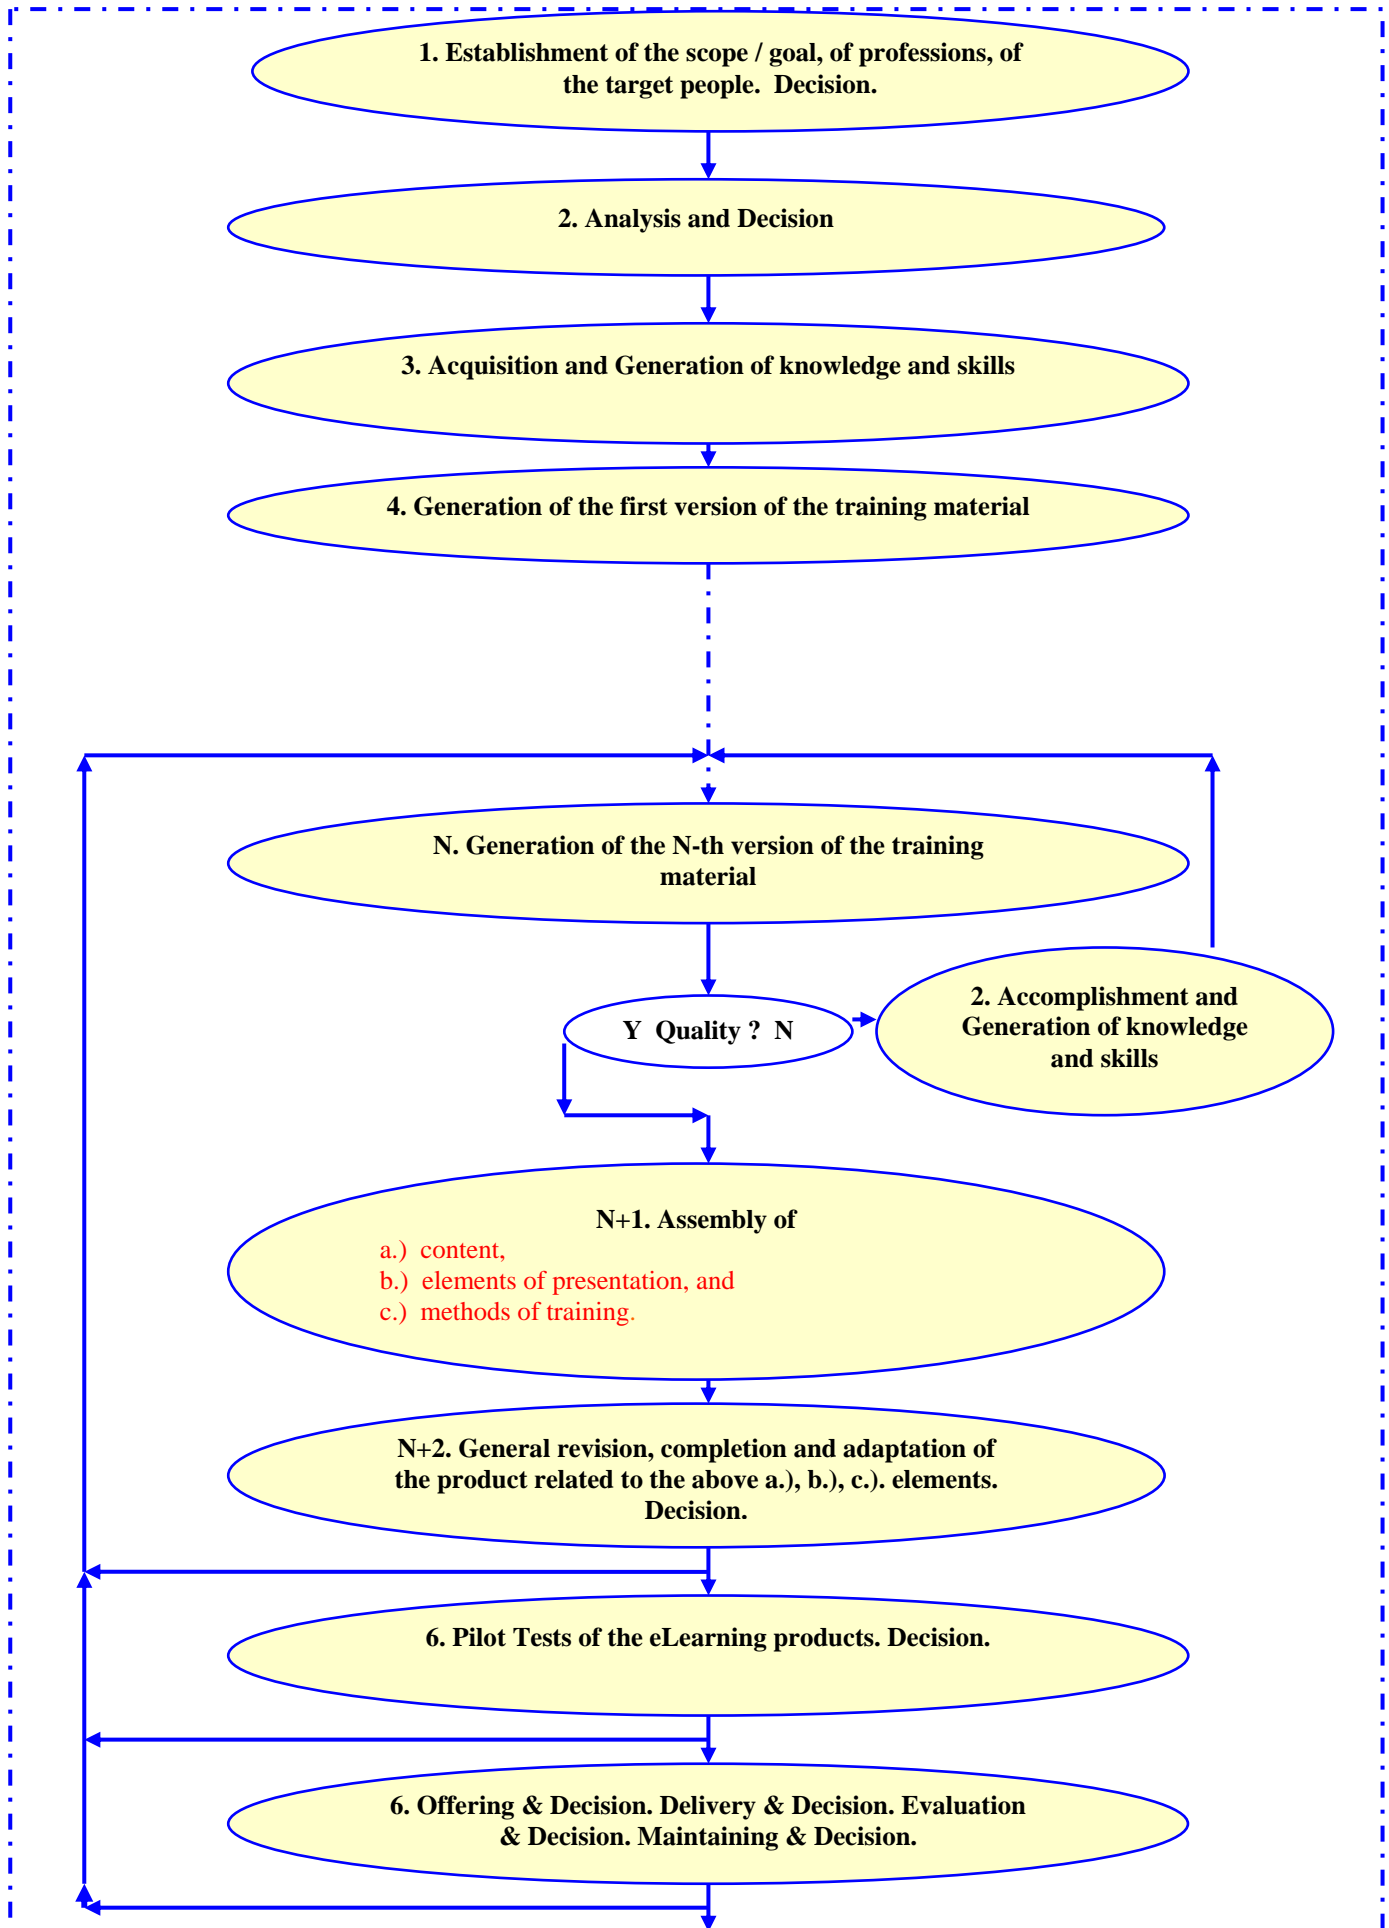 1. Establishment of the scope / goal, of professions, of
the target people.  Decision.
2. Analysis and Decision
3. Acquisition and Generation of knowledge and skills
4. Generation of the first version of the training material
N. Generation of the N-th version of the training
material
Y  Quality ?  N
2. Accomplishment and
Generation of knowledge
and skills
N+1. Assembly of
a.)  content,
b.)  elements of presentation, and
c.)  methods of training.
N+2. General revision, completion and adaptation of
the product related to the above a.), b.), c.). elements.
Decision.
6. Pilot Tests of the eLearning products. Decision.
6. Offering & Decision. Delivery & Decision. Evaluation
& Decision. Maintaining & Decision.